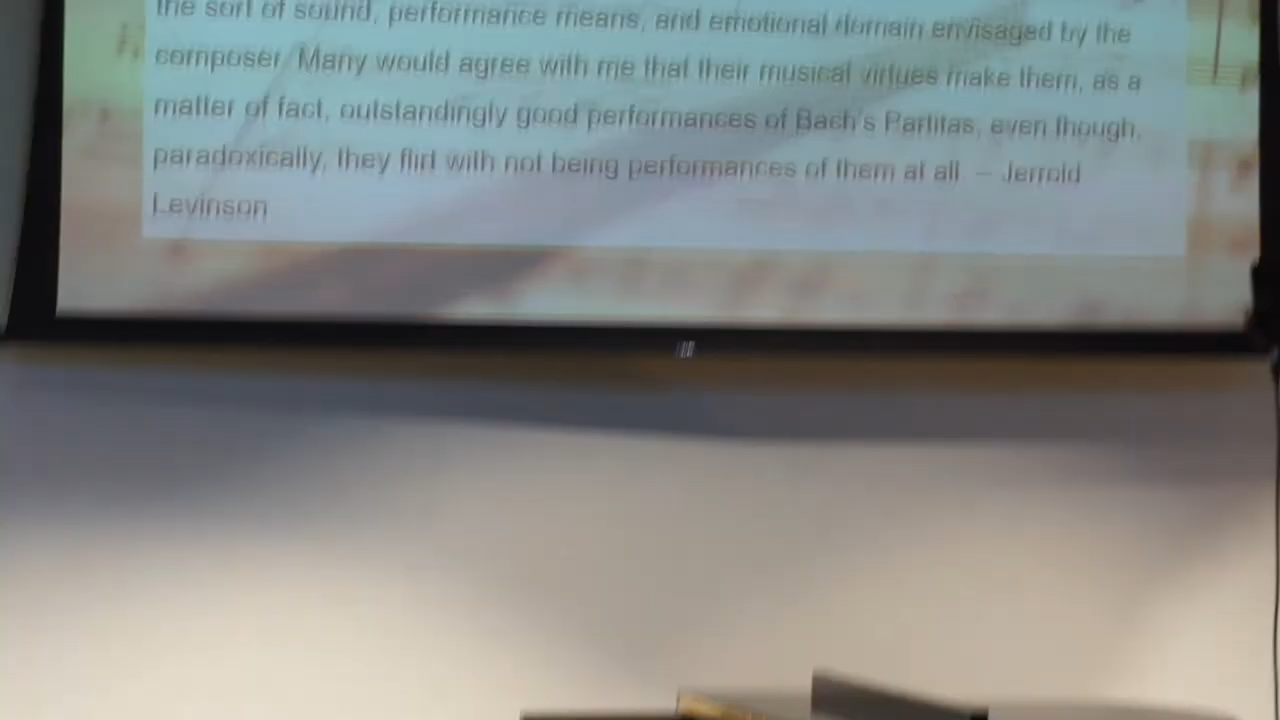 the sort of sound, performance means, and emotional domain envisaged by the
composer. Many would agree with me that their musical virtues make them, as a
matter of fact, outstandingly good performances of Bach's Partitas, even though,
paradoxically, they flirt with not being performances of them at all. – Jerrold
Levinson